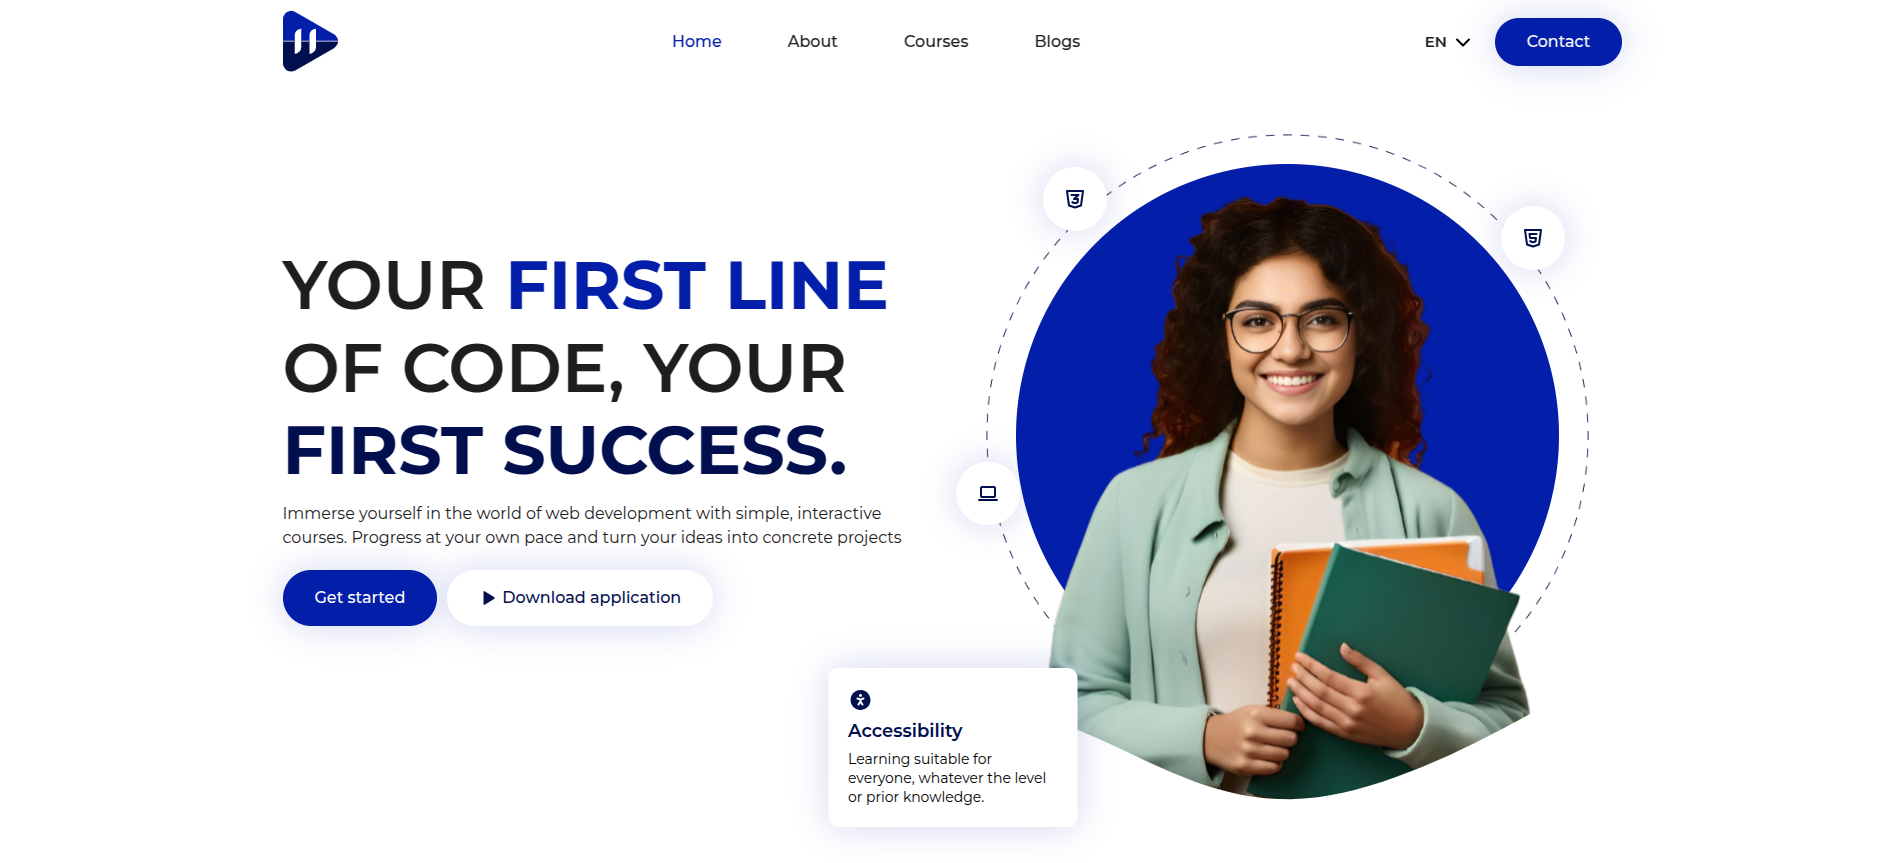 Home
About
Courses
Blogs
EN
Contact
YOUR FIRST LINE
OF CODE, YOUR
FIRST SUCCESS.
Immerse yourself in the world of web development with simple, interactive
courses. Progress at your own pace and turn your ideas into concrete projects
Get started
Download application
Accessibility
Learning suitable for
everyone, whatever the level
or prior knowledge.